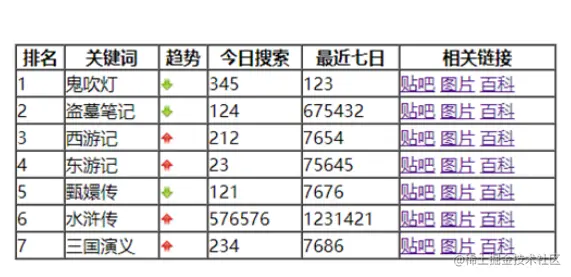 排名 关键词 趋势 今日搜索 最近七日 相关链接
1 鬼吹灯 345 123 贴吧 图片 百科
2 盗墓笔记 124 675432 贴吧 图片 百科
3 西游记 212 7654 贴吧 图片 百科
4 东游记 23 75645 贴吧 图片 百科
5 甄嬛传 121 7676 贴吧 图片 百科
6 水浒传 576576 1231421 贴吧 图片 百科
7 三国演义 234 7686 贴吧 图片 百科
@稀土掘金技术社区